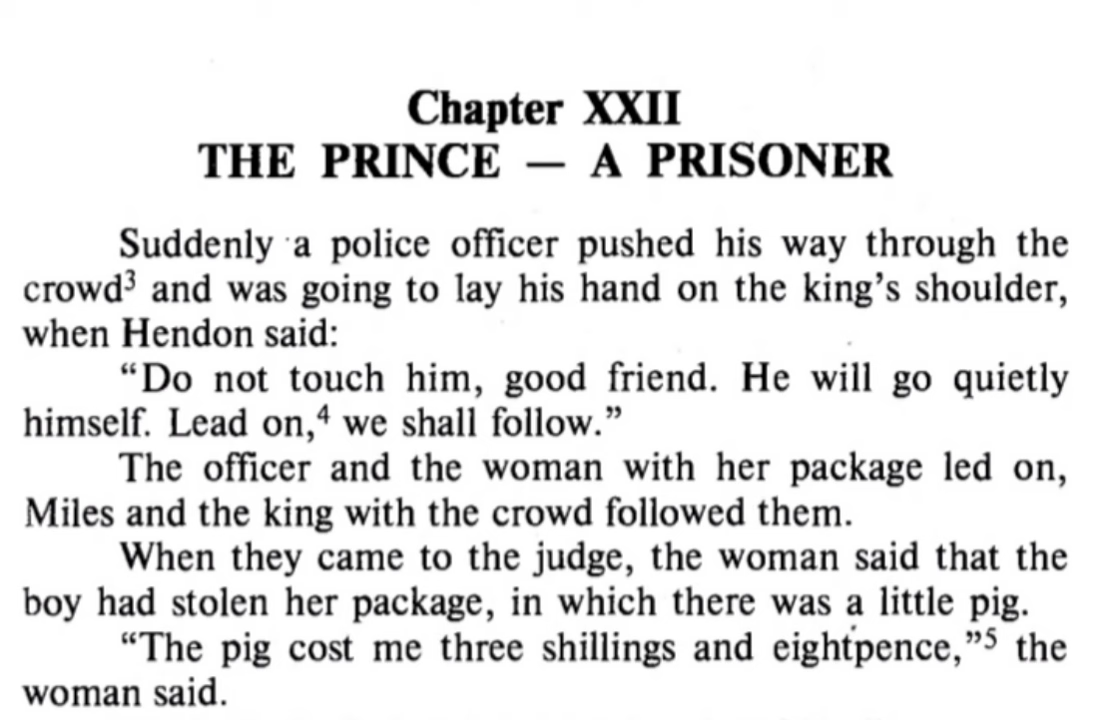 Chapter XXII
THE PRINCE — A PRISONER
Suddenly a police officer pushed his way through the
crowd³ and was going to lay his hand on the king's shoulder,
when Hendon said:
“Do not touch him, good friend. He will go quietly
himself. Lead on,⁴ we shall follow.”
The officer and the woman with her package led on,
Miles and the king with the crowd followed them.
When they came to the judge, the woman said that the
boy had stolen her package, in which there was a little pig.
“The pig cost me three shillings and eightpence,”⁵ the
woman said.